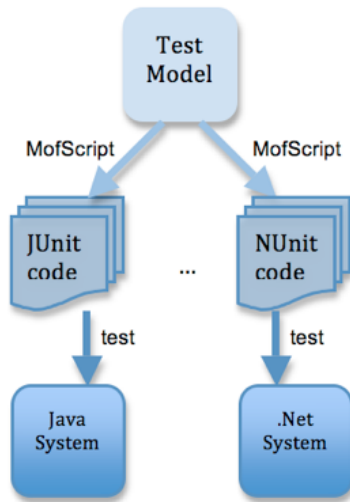 Test
Model
MofScript
MofScript
JUnit
code
...
NUnit
code
test
test
Java
System
.Net
System